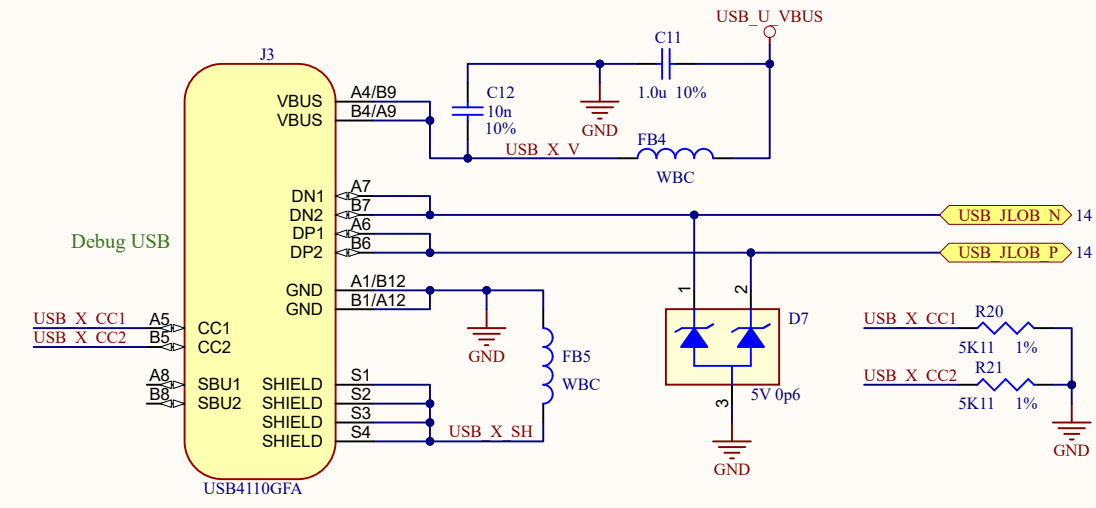 USB_U_VBUS
J3
C11
1.0u 10%
GND
C12
10n
10%
VBUS A4/B9
VBUS B4/A9
USB_X_V
FB4
WBC
DN1 A7
DN2 B7
DP1 A6
DP2 B6
USB_JLOB_N 14
USB_JLOB_P 14
Debug USB
GND A1/B12
GND B1/A12
GND
FB5
WBC
1
2
D7
5V 0p6
3
GND
USB_X_CC1 A5 CC1
USB_X_CC2 B5 CC2
A8 SBU1
B8 SBU2
SHIELD S1
SHIELD S2
SHIELD S3
SHIELD S4
USB_X_SH
USB4110GFA
USB_X_CC1
R20
5K11 1%
USB_X_CC2
R21
5K11 1%
GND